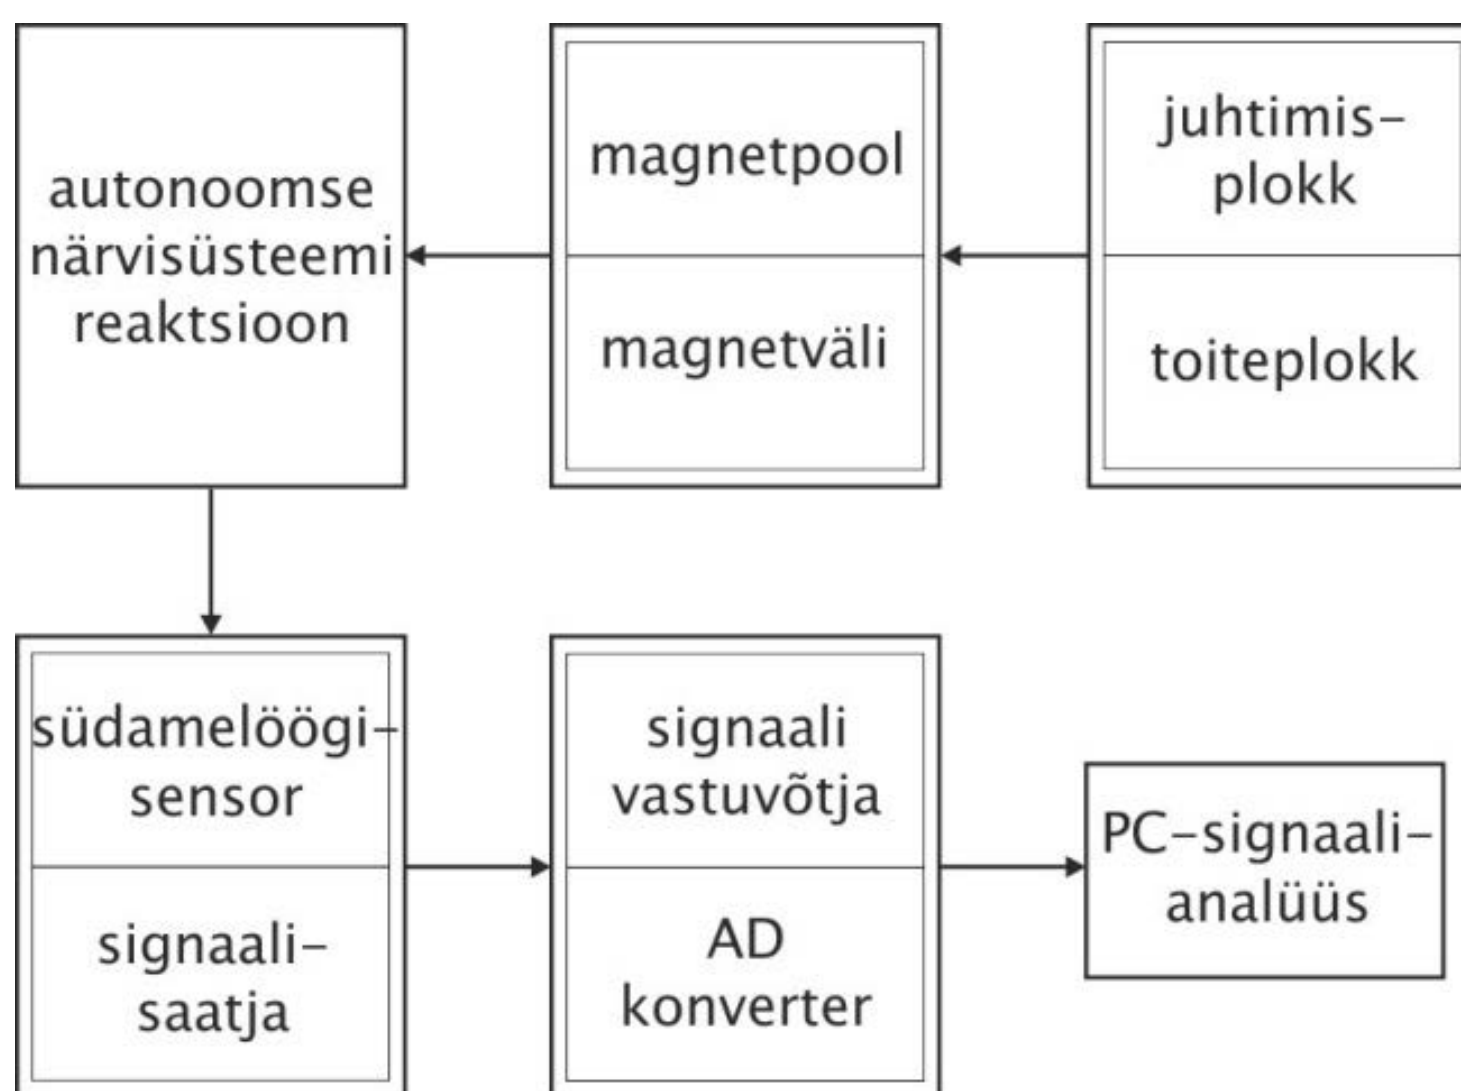 autonoomse
närvisüsteemi
reaktsioon
magnetpool
magnetväli
juhtimis-
plokk
toiteplokk
südamelöögi-
sensor
signaali-
saatja
signaali
vastuvõtja
AD
konverter
PC-signaali-
analüüs